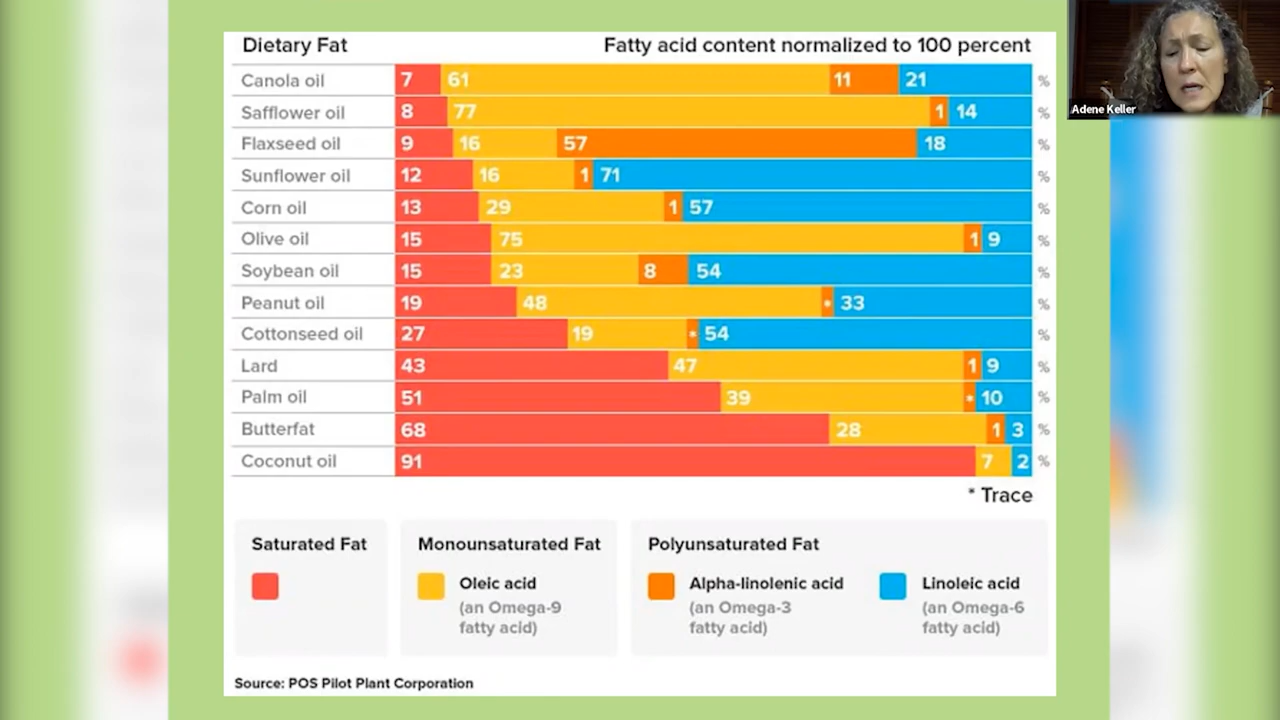 Dietary Fat Fatty acid content normalized to 100 percent
Canola oil 7 61 11 21 %
Safflower oil 8 77 1 14 %
Flaxseed oil 9 16 57 18 %
Sunflower oil 12 16 1 71 %
Corn oil 13 29 1 57 %
Olive oil 15 75 1 9 %
Soybean oil 15 23 8 54 %
Peanut oil 19 48 * 33 %
Cottonseed oil 27 19 * 54 %
Lard 43 47 1 9 %
Palm oil 51 39 * 10 %
Butterfat 68 28 1 3 %
Coconut oil 91 7 2 %
* Trace
Saturated Fat
Monounsaturated Fat
Oleic acid
(an Omega-9
fatty acid)
Polyunsaturated Fat
Alpha-linolenic acid
(an Omega-3
fatty acid)
Linoleic acid
(an Omega-6
fatty acid)
Source: POS Pilot Plant Corporation
Adene Keller